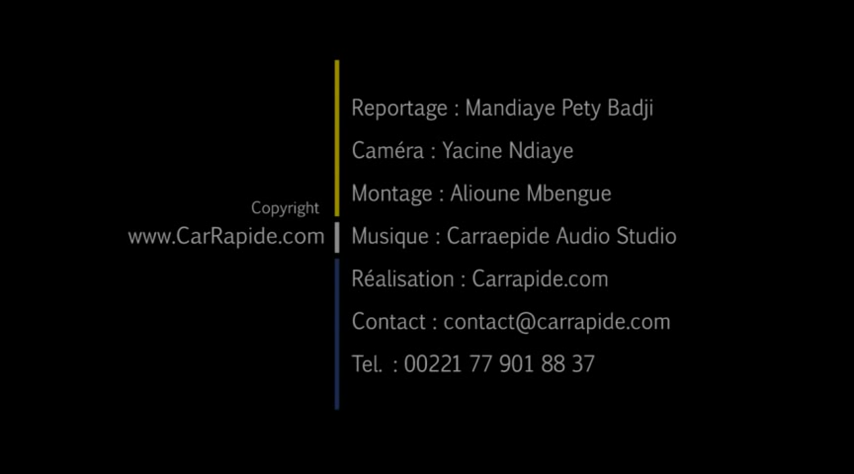 Copyright
www.CarRapide.com
Reportage : Mandiaye Pety Badji
Caméra : Yacine Ndiaye
Montage : Alioune Mbengue
Musique : Carraepide Audio Studio
Réalisation : Carrapide.com
Contact : contact@carrapide.com
Tel. : 00221 77 901 88 37